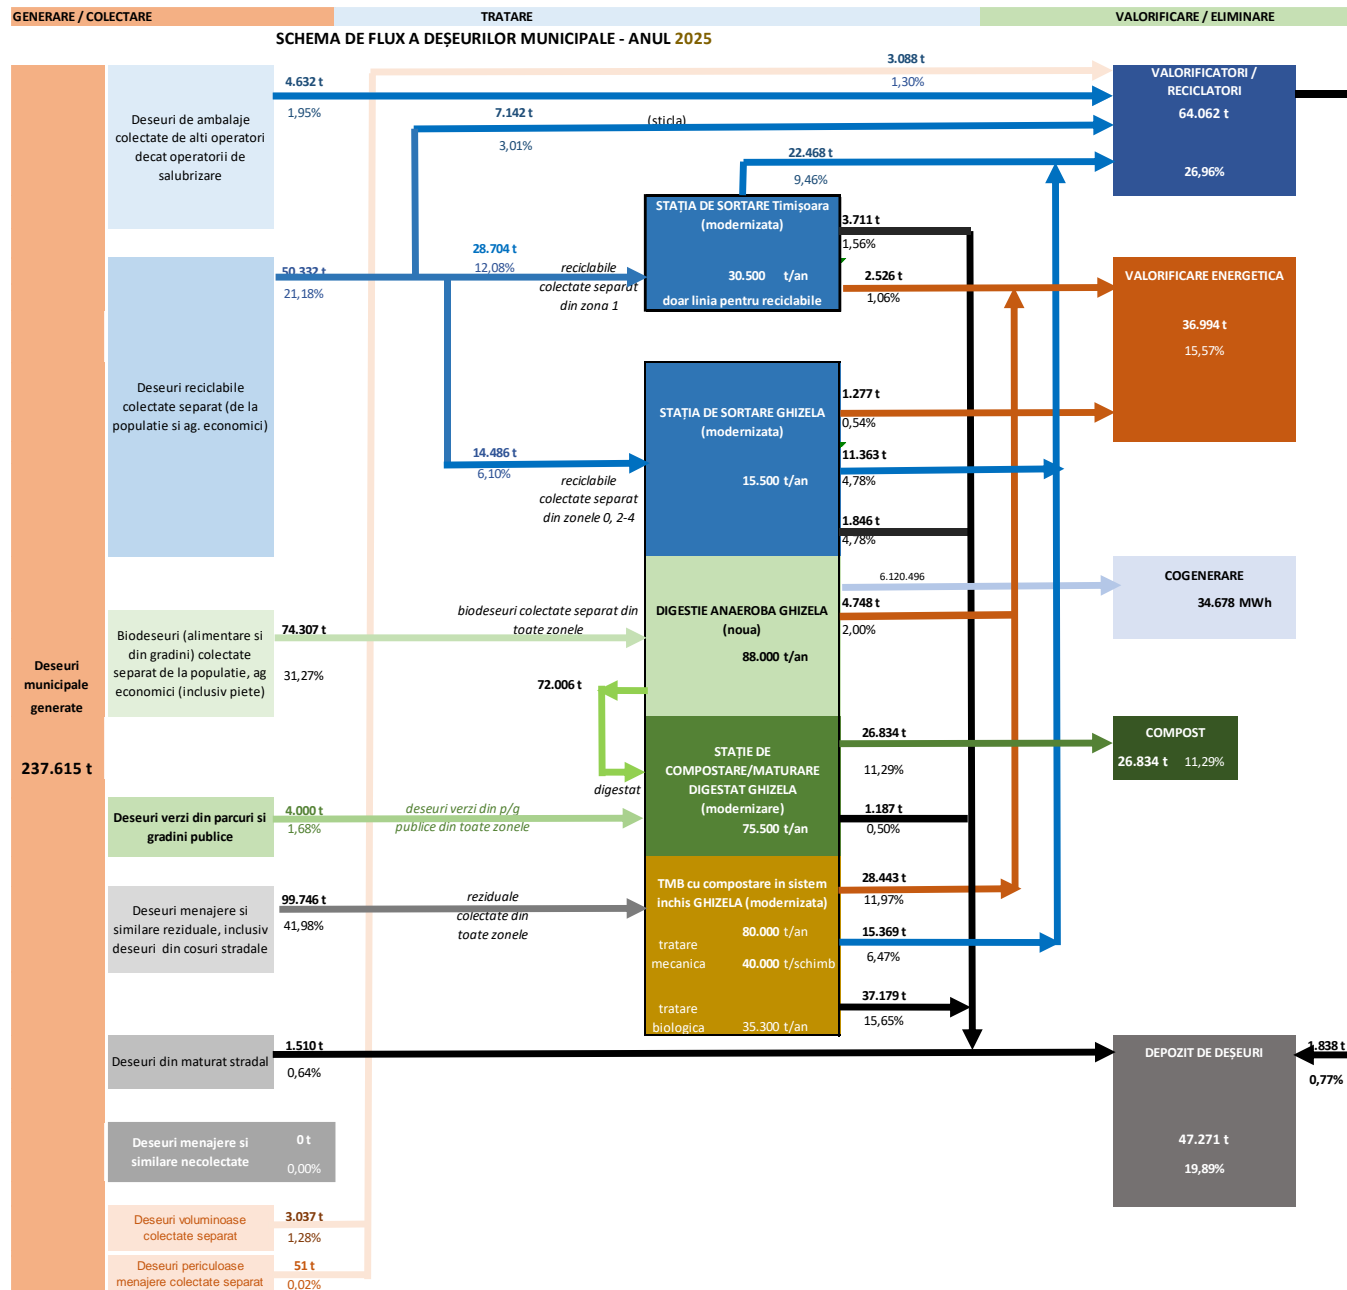 GENERARE / COLECTARE
TRATARE
VALORIFICARE / ELIMINARE
SCHEMA DE FLUX A DEȘEURILOR MUNICIPALE - ANUL 2025
Deseuri
municipale
generate
237.615 t
Deseuri de ambalaje
colectate de alti operatori
decat operatorii de
salubrizare
4.632 t
1,95%
3.088 t
1,30%
7.142 t
(sticla)
3,01%
22.468 t
9,46%
VALORIFICATORI /
RECICLATORI
64.062 t
26,96%
Deseuri reciclabile
colectate separat (de la
populatie si ag. economici)
50.332 t
21,18%
28.704 t
12,08%
reciclabile
colectate separat
din zona 1
STAȚIA DE SORTARE Timișoara
(modernizata)
30.500 t/an
doar linia pentru reciclabile
3.711 t
1,56%
2.526 t
1,06%
VALORIFICARE ENERGETICA
36.994 t
15,57%
14.486 t
6,10%
reciclabile
colectate separat
din zonele 0, 2-4
STAȚIA DE SORTARE GHIZELA
(modernizata)
15.500 t/an
1.277 t
0,54%
11.363 t
4,78%
1.846 t
4,78%
Biodeseuri (alimentare si
din gradini) colectate
separat de la populatie, ag
economici (inclusiv piete)
74.307 t
31,27%
biodeseuri colectate separat din
toate zonele
DIGESTIE ANAEROBA GHIZELA
(noua)
88.000 t/an
6.120.496
4.748 t
2,00%
COGENERARE
34.678 MWh
72.006 t
digestat
STAȚIE DE
COMPOSTARE/MATURARE
DIGESTAT GHIZELA
(modernizare)
75.500 t/an
26.834 t
11,29%
1.187 t
0,50%
COMPOST
26.834 t 11,29%
Deseuri verzi din parcuri si
gradini publice
4.000 t
1,68%
deseuri verzi din p/g
publice din toate zonele
Deseuri menajere si
similare reziduale, inclusiv
deseuri din cosuri stradale
99.746 t
41,98%
reziduale
colectate din
toate zonele
TMB cu compostare in sistem
inchis GHIZELA (modernizata)
80.000 t/an
tratare
mecanica
40.000 t/schimb
tratare
biologica
35.300 t/an
28.443 t
11,97%
15.369 t
6,47%
37.179 t
15,65%
Deseuri din maturat stradal
1.510 t
0,64%
DEPOZIT DE DEȘEURI
47.271 t
19,89%
1.838 t
0,77%
Deseuri menajere si
similare necolectate
0 t
0,00%
Deseuri voluminoase
colectate separat
3.037 t
1,28%
Deseuri periculoase
menajere colectate separat
51 t
0,02%